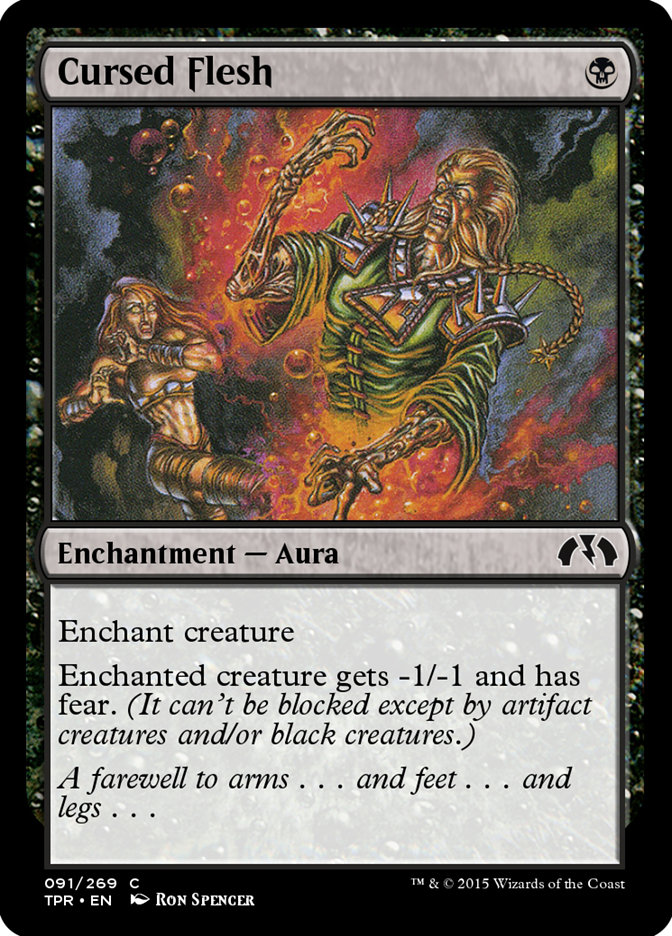 Cursed Flesh
Enchantment — Aura
Enchant creature
Enchanted creature gets -1/-1 and has
fear. (It can't be blocked except by artifact
creatures and/or black creatures.)
A farewell to arms . . . and feet . . . and
legs . . .
091/269 C
TPR • EN Ron Spencer
™ & © 2015 Wizards of the Coast